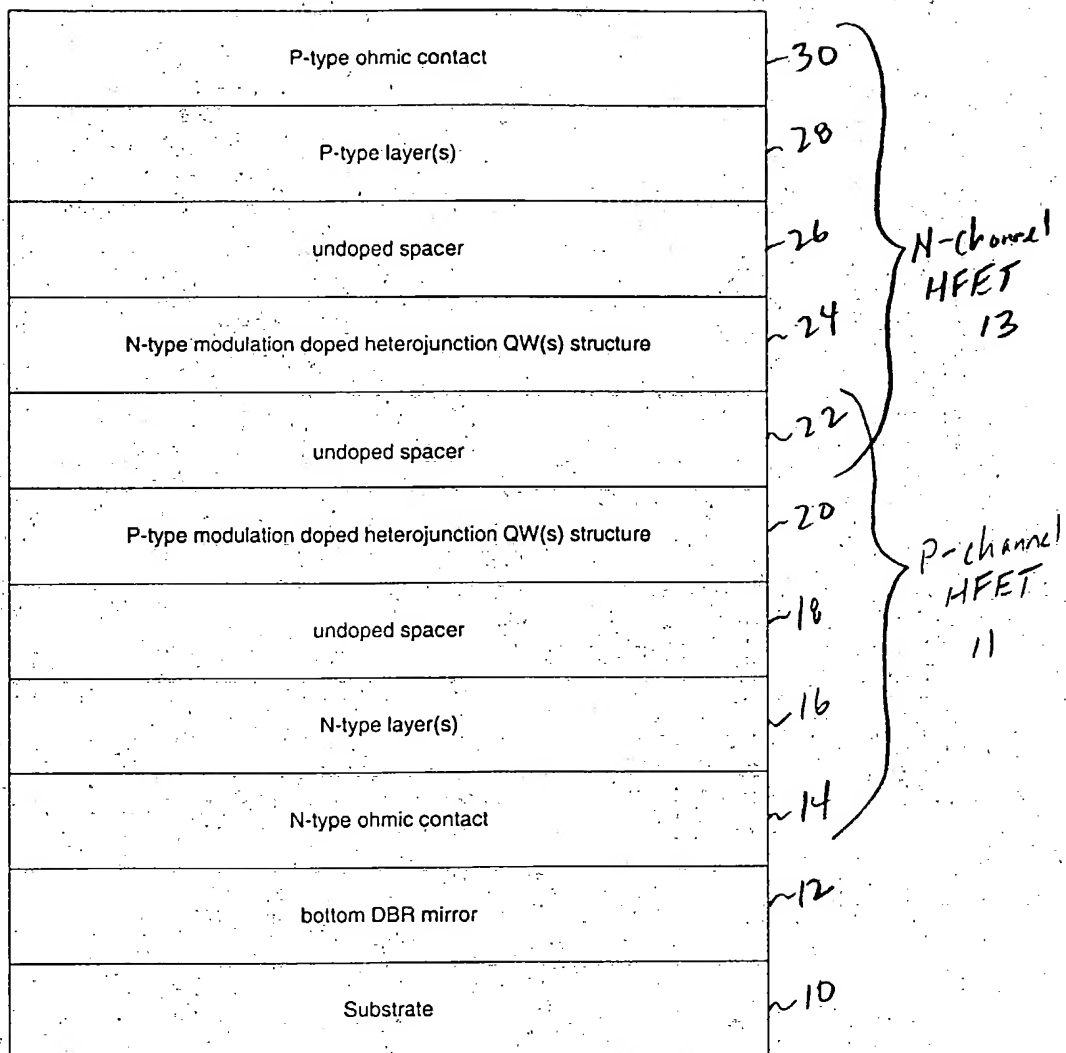 P-type ohmic contact
30
P-type layer(s)
28
undoped spacer
26
N-type modulation doped heterojunction QW(s) structure
24
N-channel
HFET
13
undoped spacer
22
P-type modulation doped heterojunction QW(s) structure
20
P-channel
HFET
11
undoped spacer
18
N-type layer(s)
16
N-type ohmic contact
14
bottom DBR mirror
12
Substrate
10